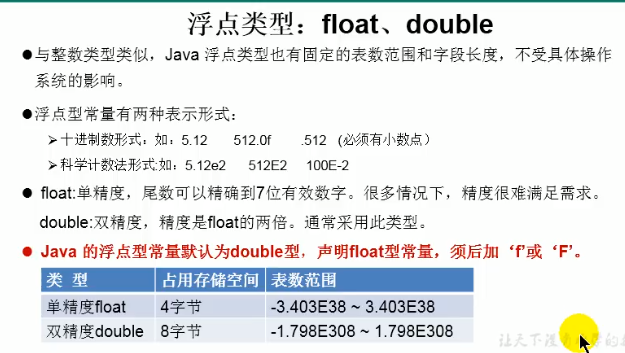 浮点类型：float、double
●与整数类型类似，Java 浮点类型也有固定的表数范围和字段长度，不受具体操作
系统的影响。
●浮点型常量有两种表示形式：
➢十进制数形式：如：5.12 512.0f .512 (必须有小数点）
➢科学计数法形式:如：5.12e2 512E2 100E-2
● float:单精度，尾数可以精确到7位有效数字。很多情况下，精度很难满足需求。
double:双精度，精度是float的两倍。通常采用此类型。
● Java 的浮点型常量默认为double型，声明float型常量，须后加‘f’或‘F’。
类 型 占用存储空间 表数范围
单精度float 4字节 -3.403E38 ~ 3.403E38
双精度double 8字节 -1.798E308 ~ 1.798E308
让天下没有